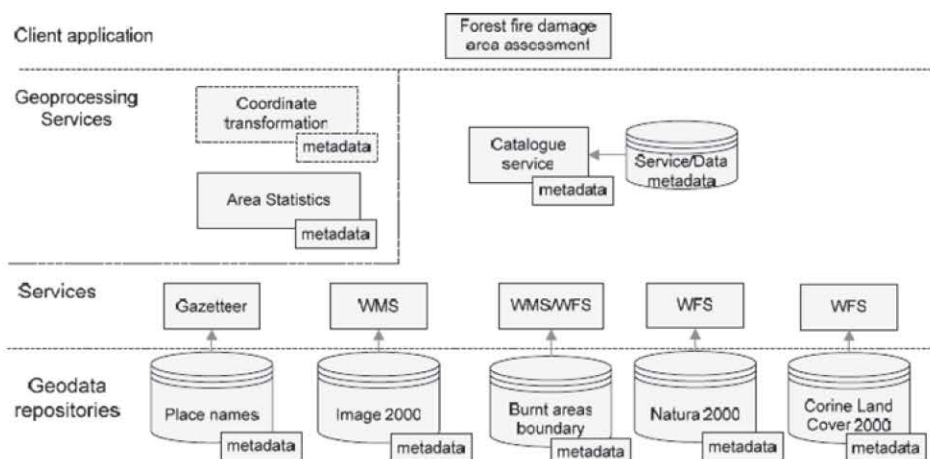 Client application
Forest fire damage
area assessment
Geoprocessing
Services
Coordinate
transformation
metadata
Area Statistics
metadata
Catalogue
service
metadata
Service/Data
metadata
Services
Gazetteer
WMS
WMS/WFS
WFS
WFS
Geodata
repositories
Place names
metadata
Image 2000
metadata
Burnt areas
boundary
metadata
Natura 2000
metadata
Corine Land
Cover 2000
metadata